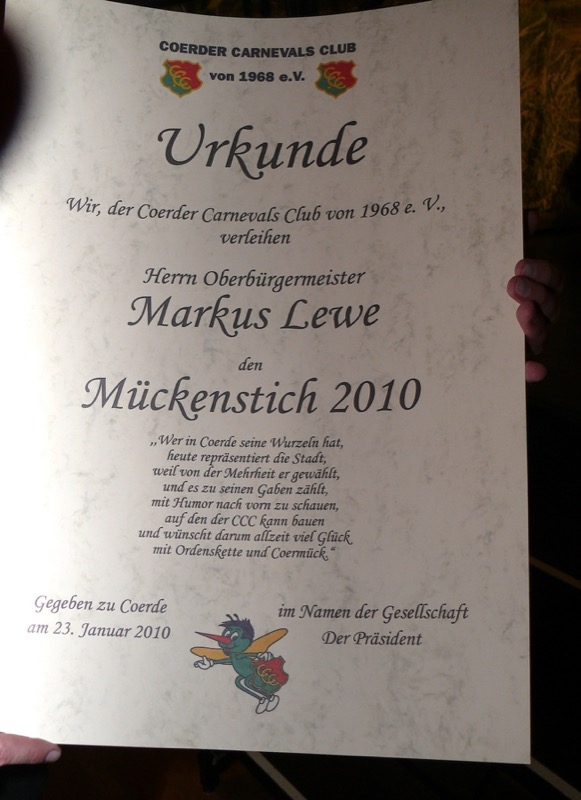 COERDER CARNEVALS CLUB
von 1968 e.V.
Urkunde
Wir, der Coerder Carnevals Club von 1968 e. V.,
verleihen
Herrn Oberbürgermeister
Markus Lewe
den
Mückenstich 2010
„Wer in Coerde seine Wurzeln hat,
heute repräsentiert die Stadt,
weil von der Mehrheit er gewählt,
und es zu seinen Gaben zählt,
mit Humor nach vorn zu schauen,
auf den der CCC kann bauen
und wünscht darum allzeit viel Glück
mit Ordenskette und Coermück.“
Gegeben zu Coerde
am 23. Januar 2010
im Namen der Gesellschaft
Der Präsident